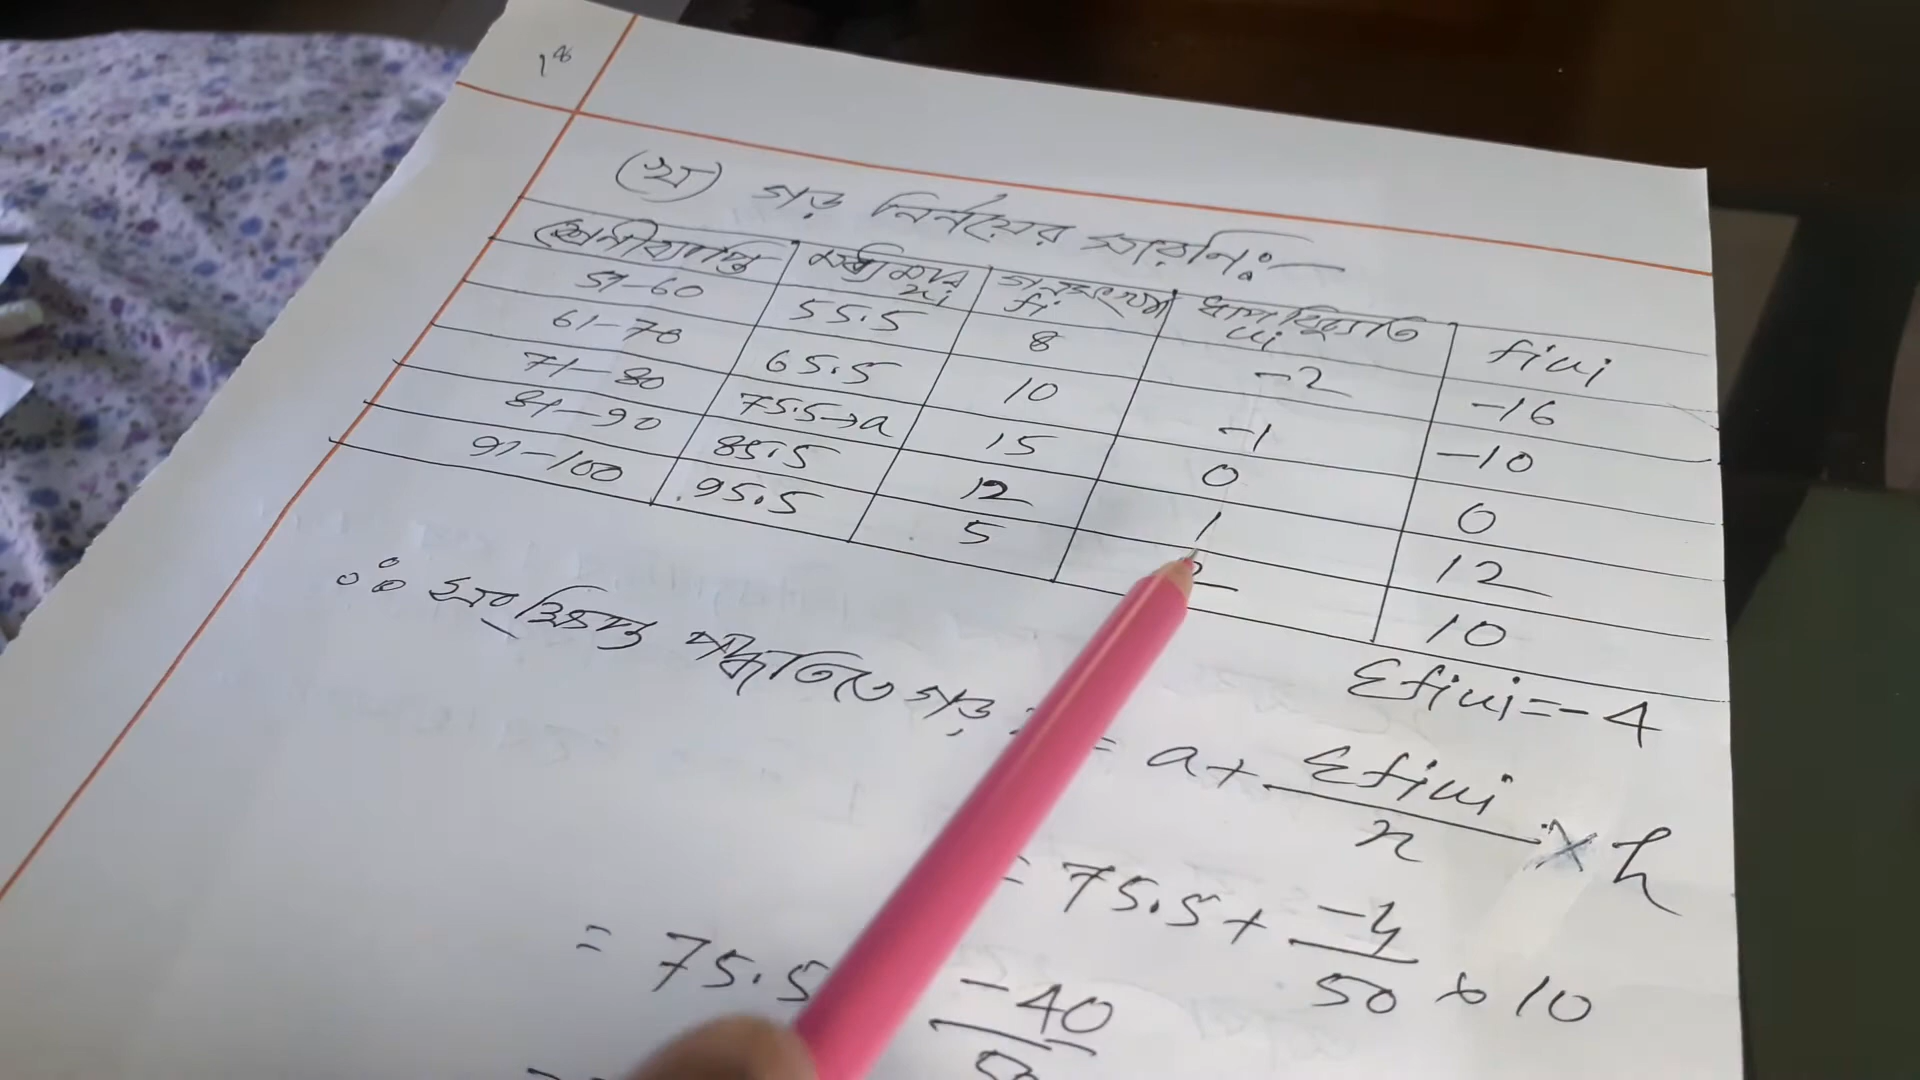 (খ) গড় নির্ণয়ের সারণি:—
শ্রেণীব্যাপ্তি মধ্যমান xi গনসংখ্যা fi ধাপ বিচ্যুতি ui fiui
51-60 55.5 8 -2 -16
61-70 65.5 10 -1 -10
71-80 75.5→a 15 0 0
81-90 85.5 12 1 12
91-100 95.5 5 2 10
Σfiui=-4
∴ সংক্ষিপ্ত পদ্ধতিতে গড়, = a+ Σfiui/n × h
= 75.5+ -4/50 × 10
= 75.5 -40/50